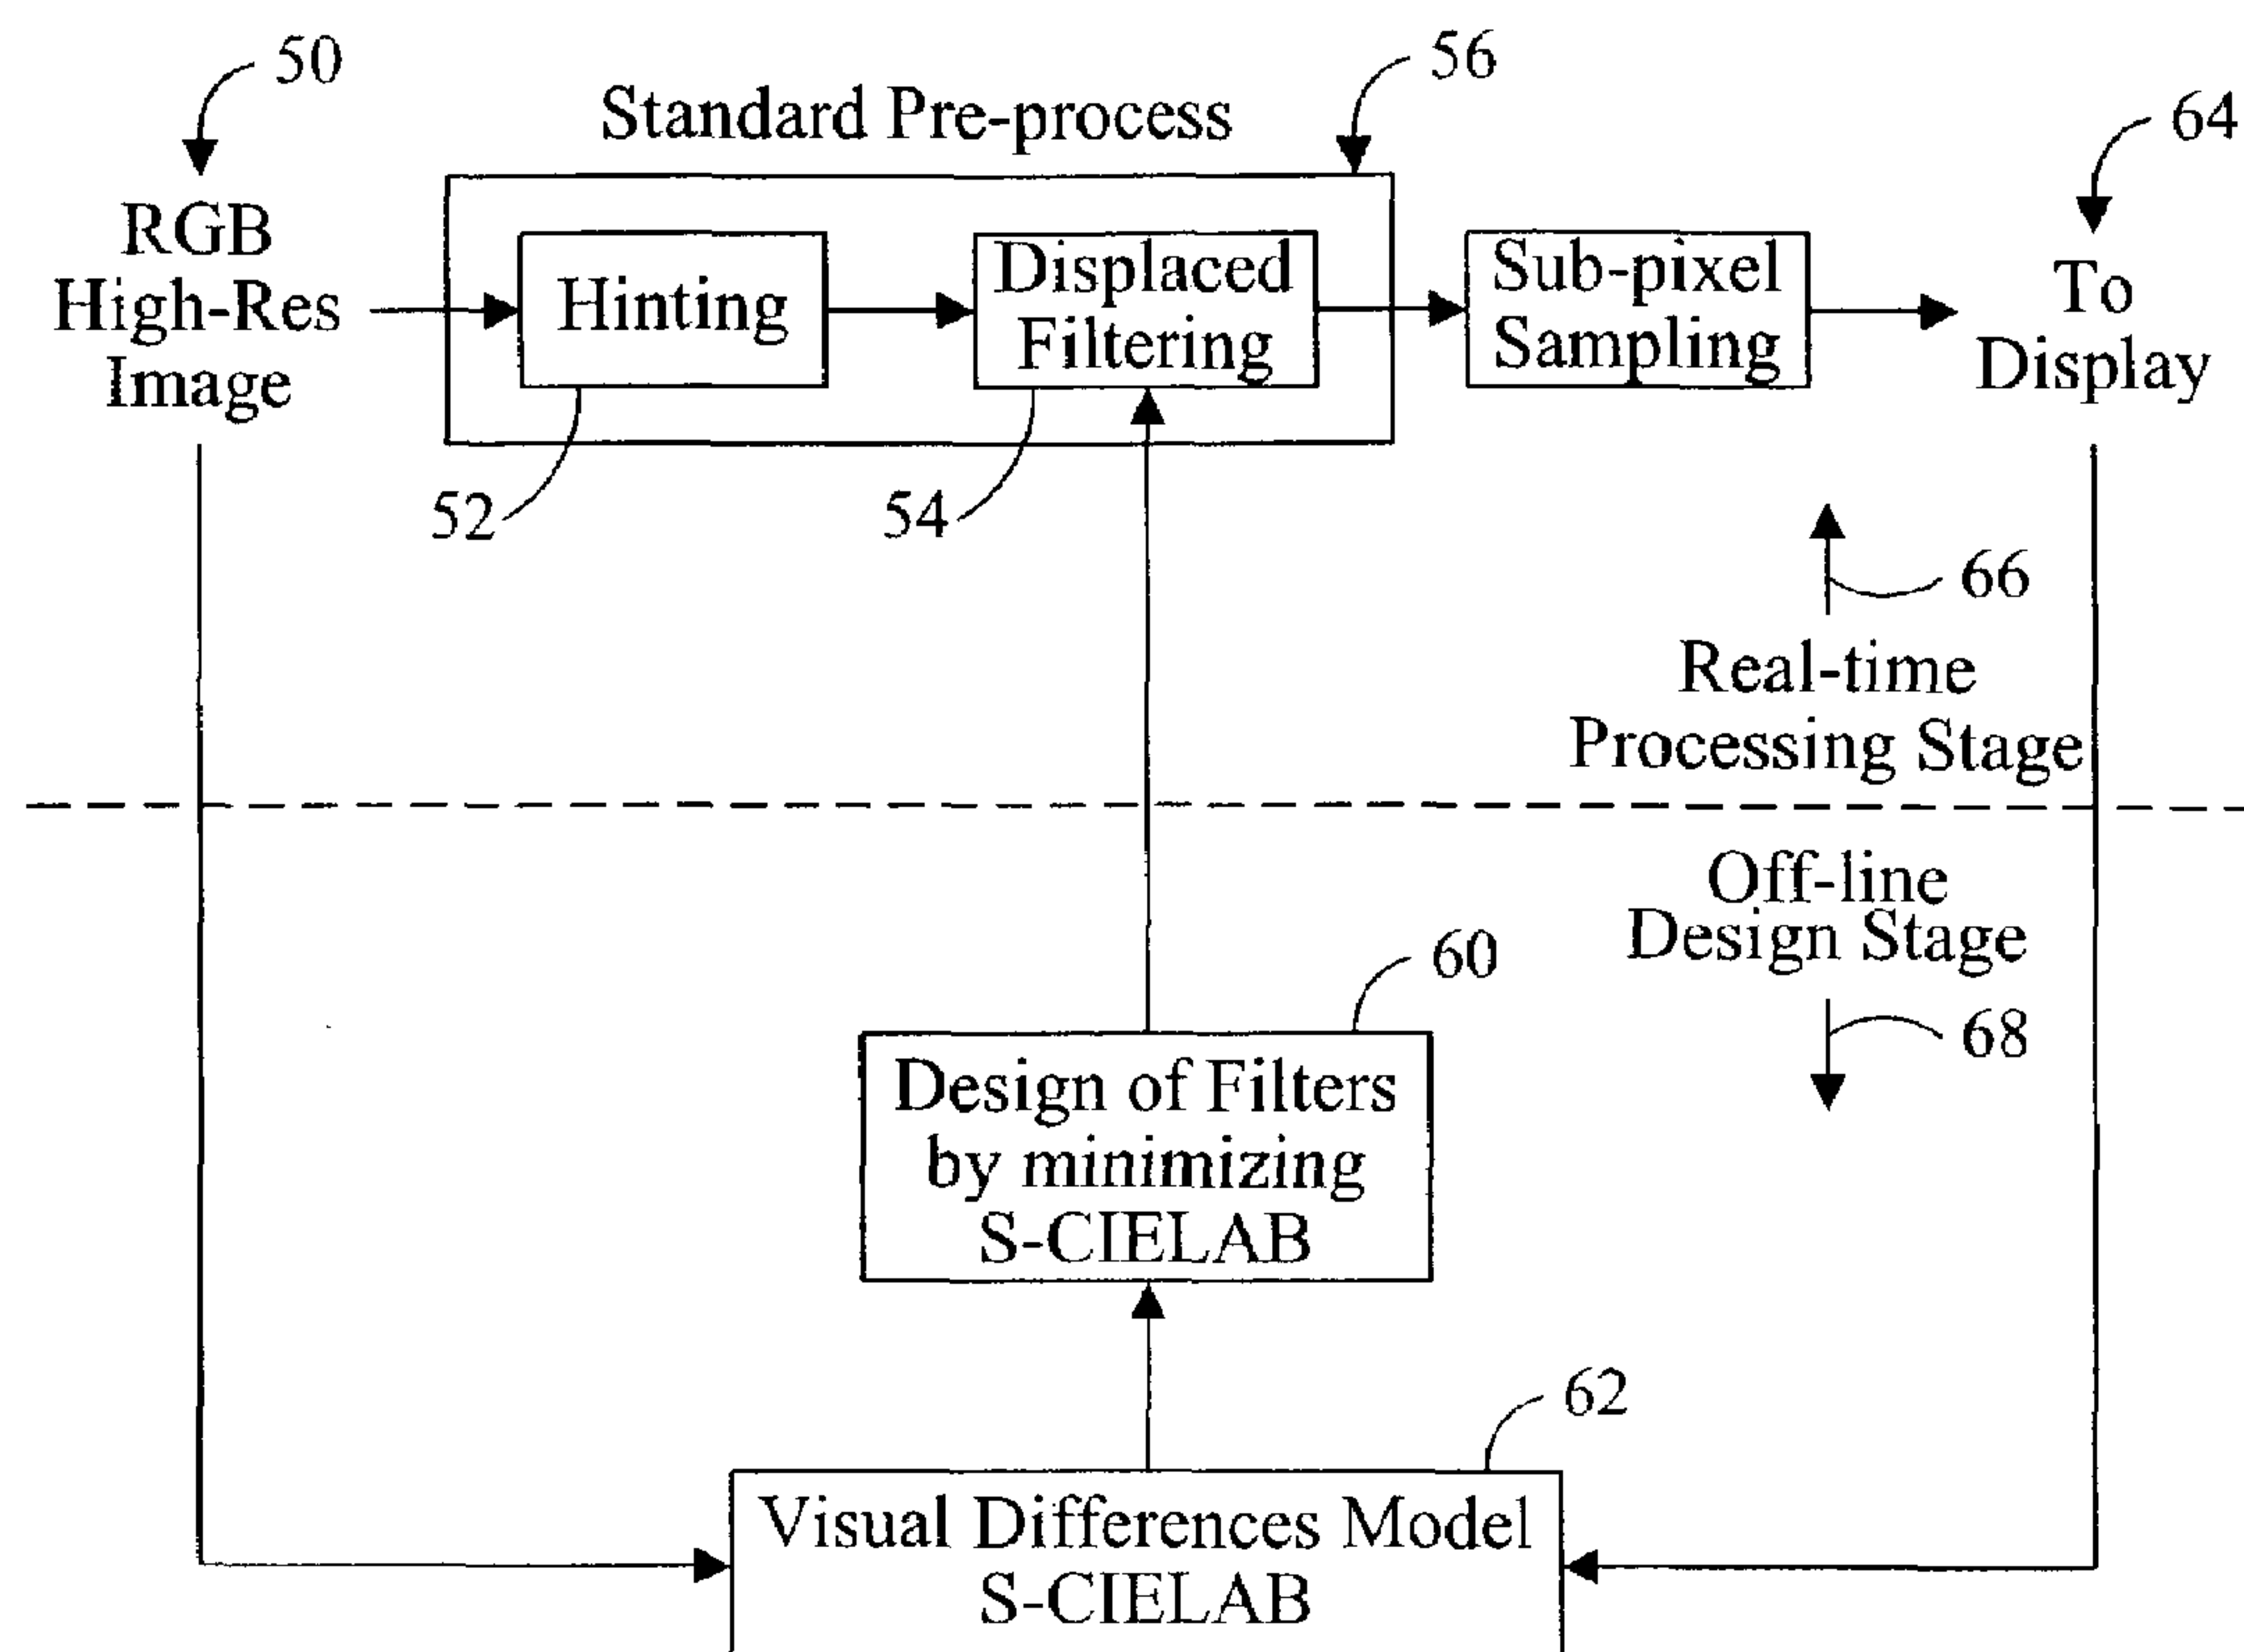 50
56
64
Standard Pre-process
RGB
High-Res
Image
Hinting
Displaced
Filtering
Sub-pixel
Sampling
To
Display
52
54
66
Real-time
Processing Stage
Off-line
Design Stage
68
60
Design of Filters
by minimizing
S-CIELAB
62
Visual Differences Model
S-CIELAB